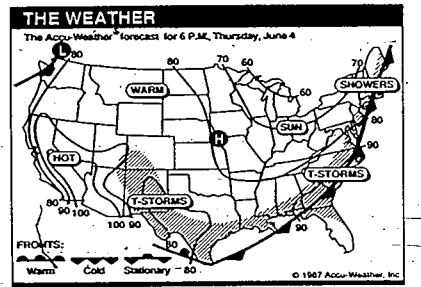 THE WEATHER
The Accu-Weather forecast for 6 P.M., Thursday, June 4
L 80 80 70 60 70
WARM SHOWERS
60 80
SUN
H 90
HOT
T-STORMS
T-STORMS
80 90 100 100 90 90
80 80
FRONTS:
Warm Cold Stationary
© 1987 Accu-Weather, Inc